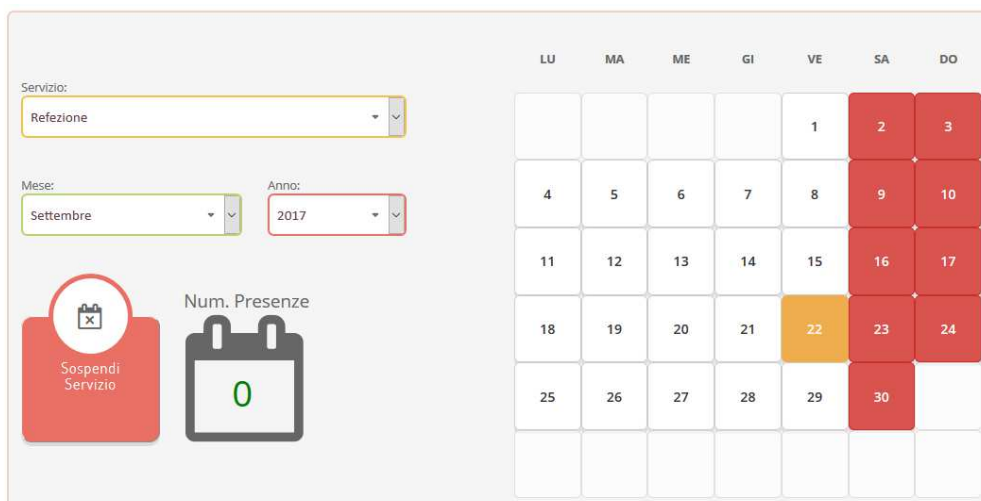 Servizio:
Refezione
Mese:
Anno:
Settembre
2017
Sospendi
Servizio
Num. Presenze
0
LU MA ME GI VE SA DO
1 2 3
4 5 6 7 8 9 10
11 12 13 14 15 16 17
18 19 20 21 22 23 24
25 26 27 28 29 30